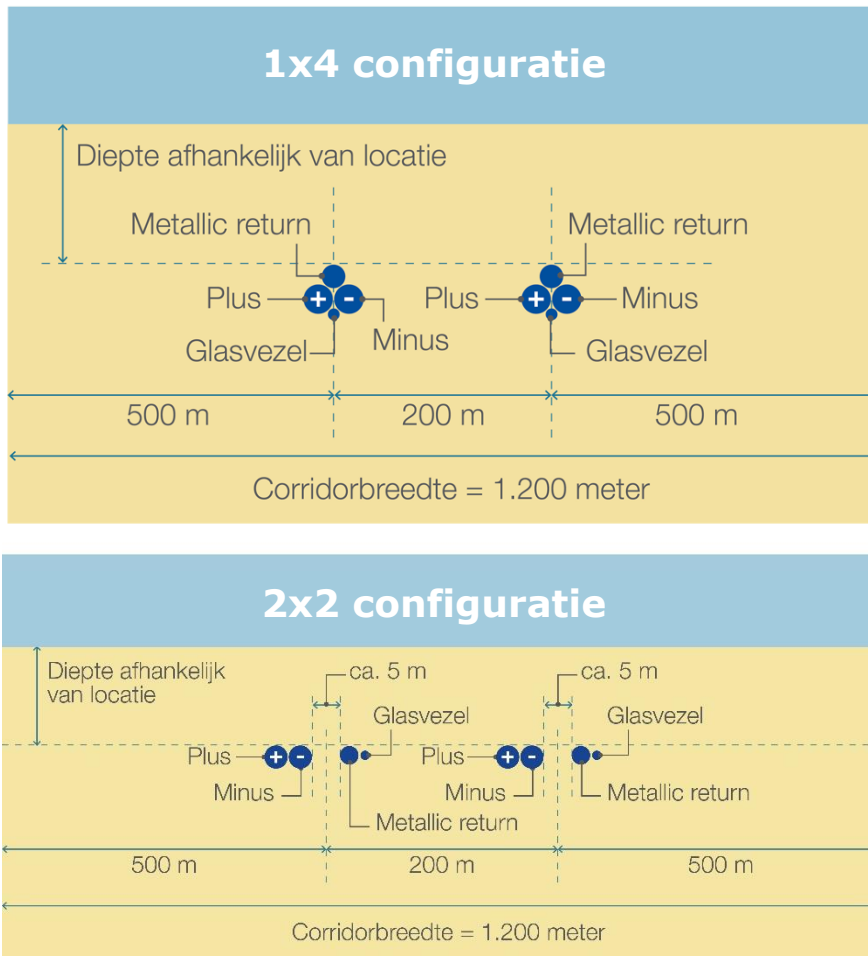 1x4 configuratie
Diepte afhankelijk van locatie
Metallic return
Metallic return
Plus
+
-
Plus
+
-
Minus
Minus
Glasvezel
Glasvezel
500 m
200 m
500 m
Corridorbreedte = 1.200 meter
2x2 configuratie
Diepte afhankelijk
van locatie
ca. 5 m
ca. 5 m
Glasvezel
Glasvezel
Plus
+
-
Plus
+
-
Minus
Minus
Metallic return
Metallic return
500 m
200 m
500 m
Corridorbreedte = 1.200 meter